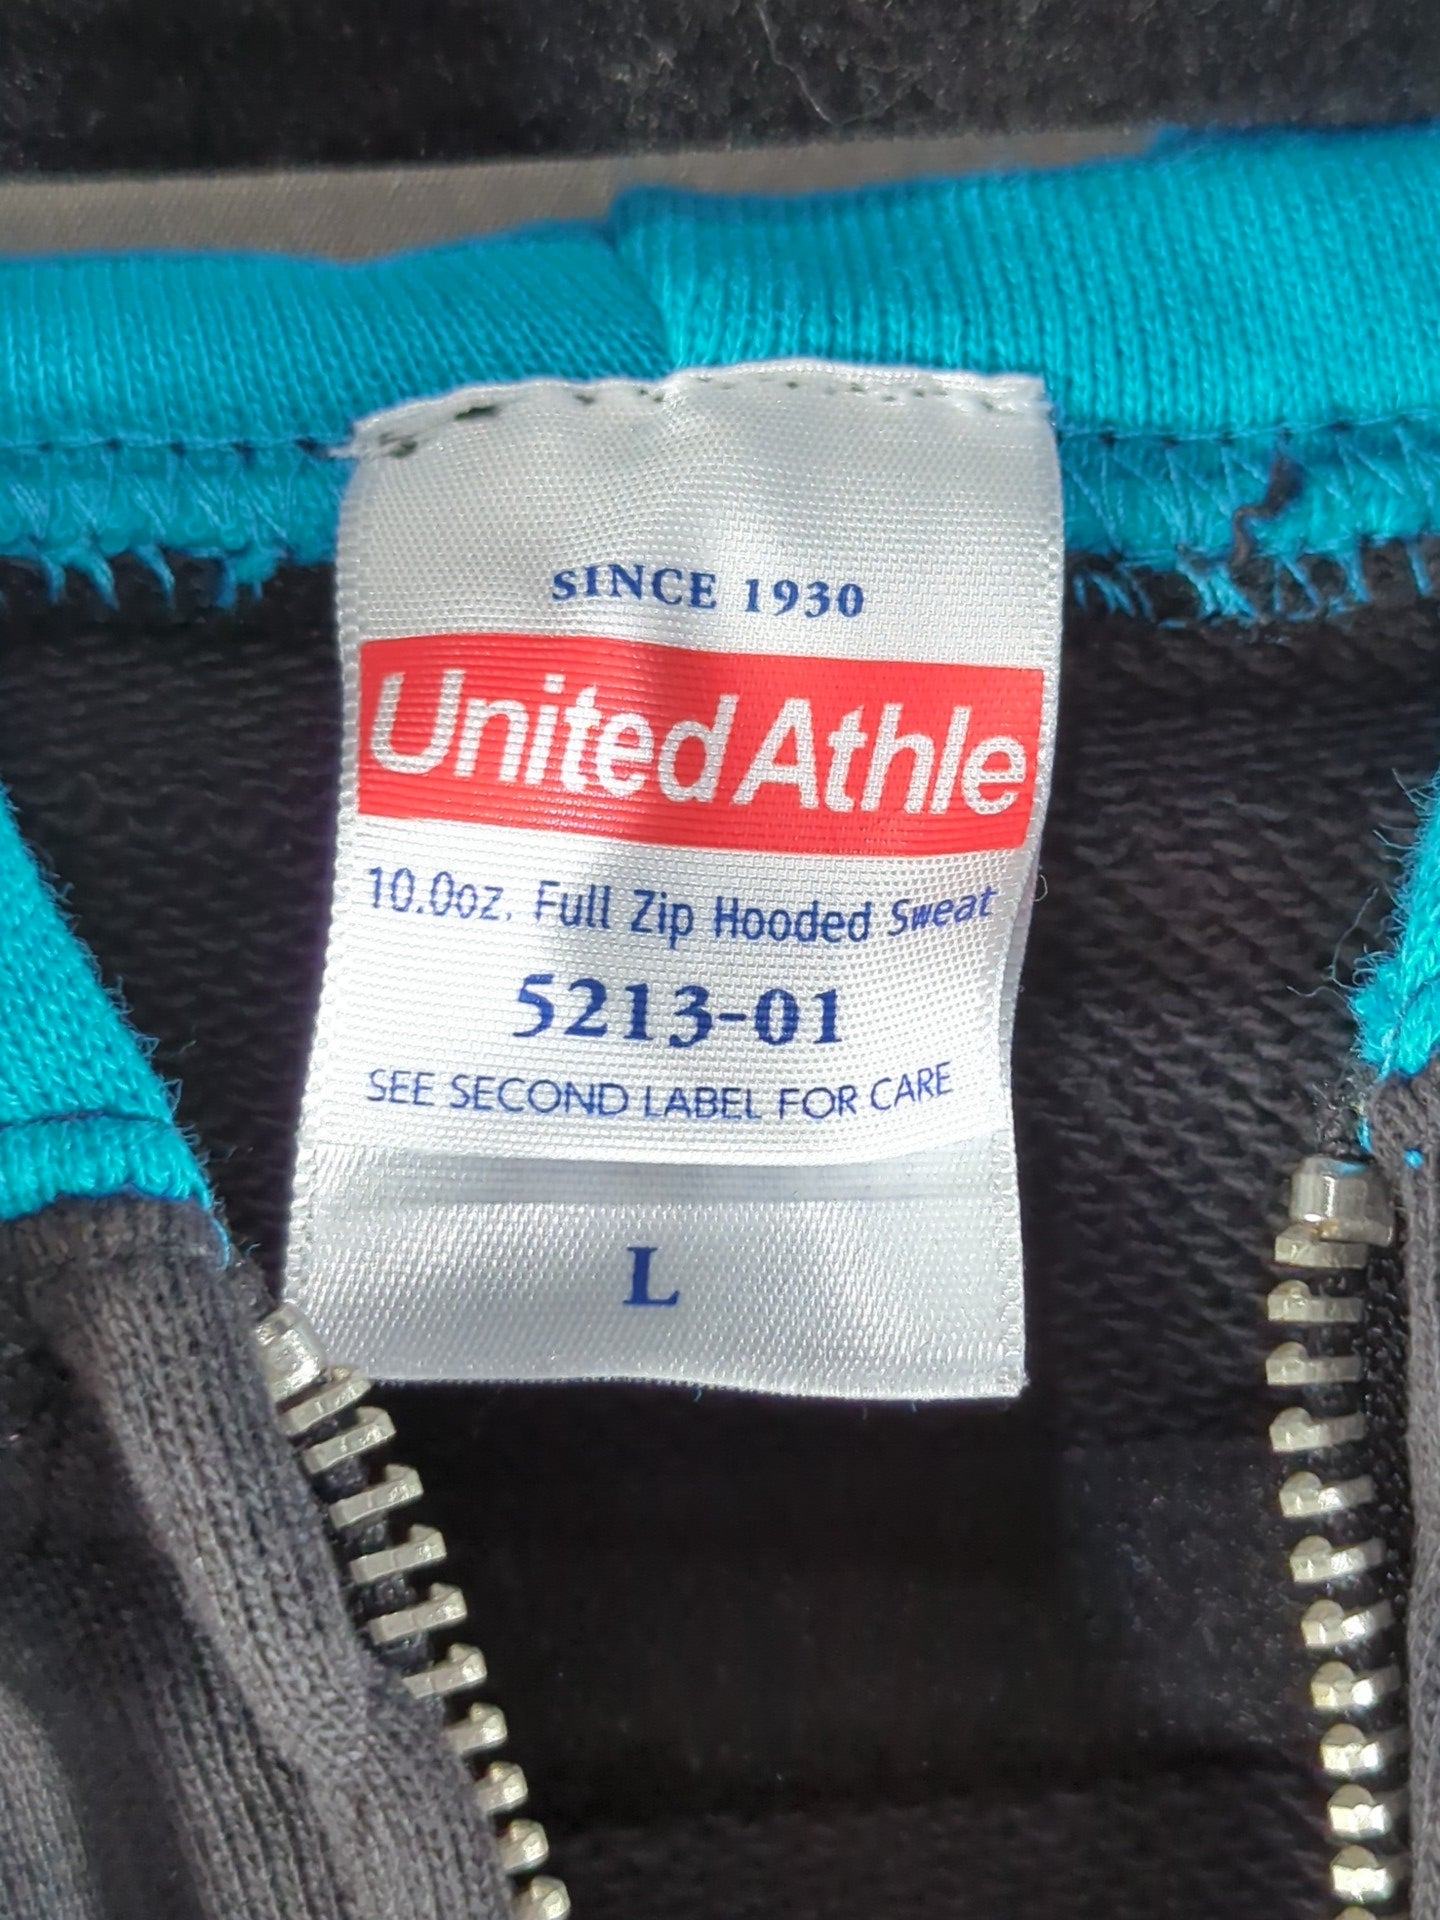 SINCE 1930
United Athle
10.0oz. Full Zip Hooded Sweat
5213-01
SEE SECOND LABEL FOR CARE
L